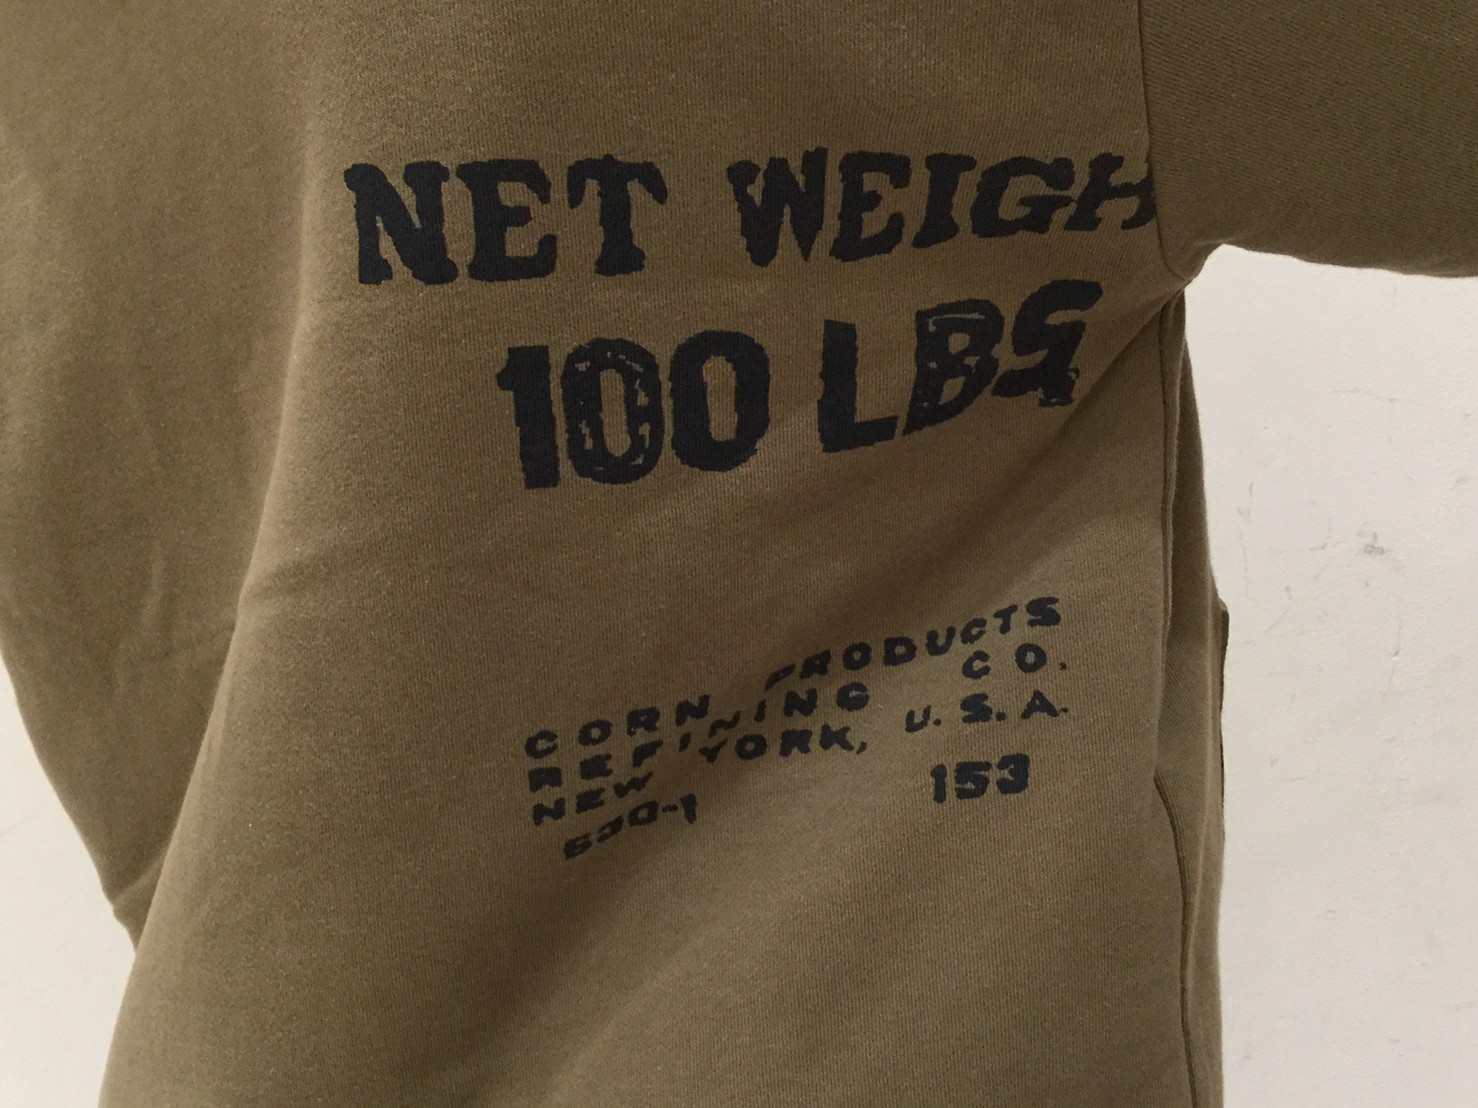 NET WEIGH
100 LBS
CORN PRODUCTS
REFINING CO.
NEW YORK, U.S.A.
153